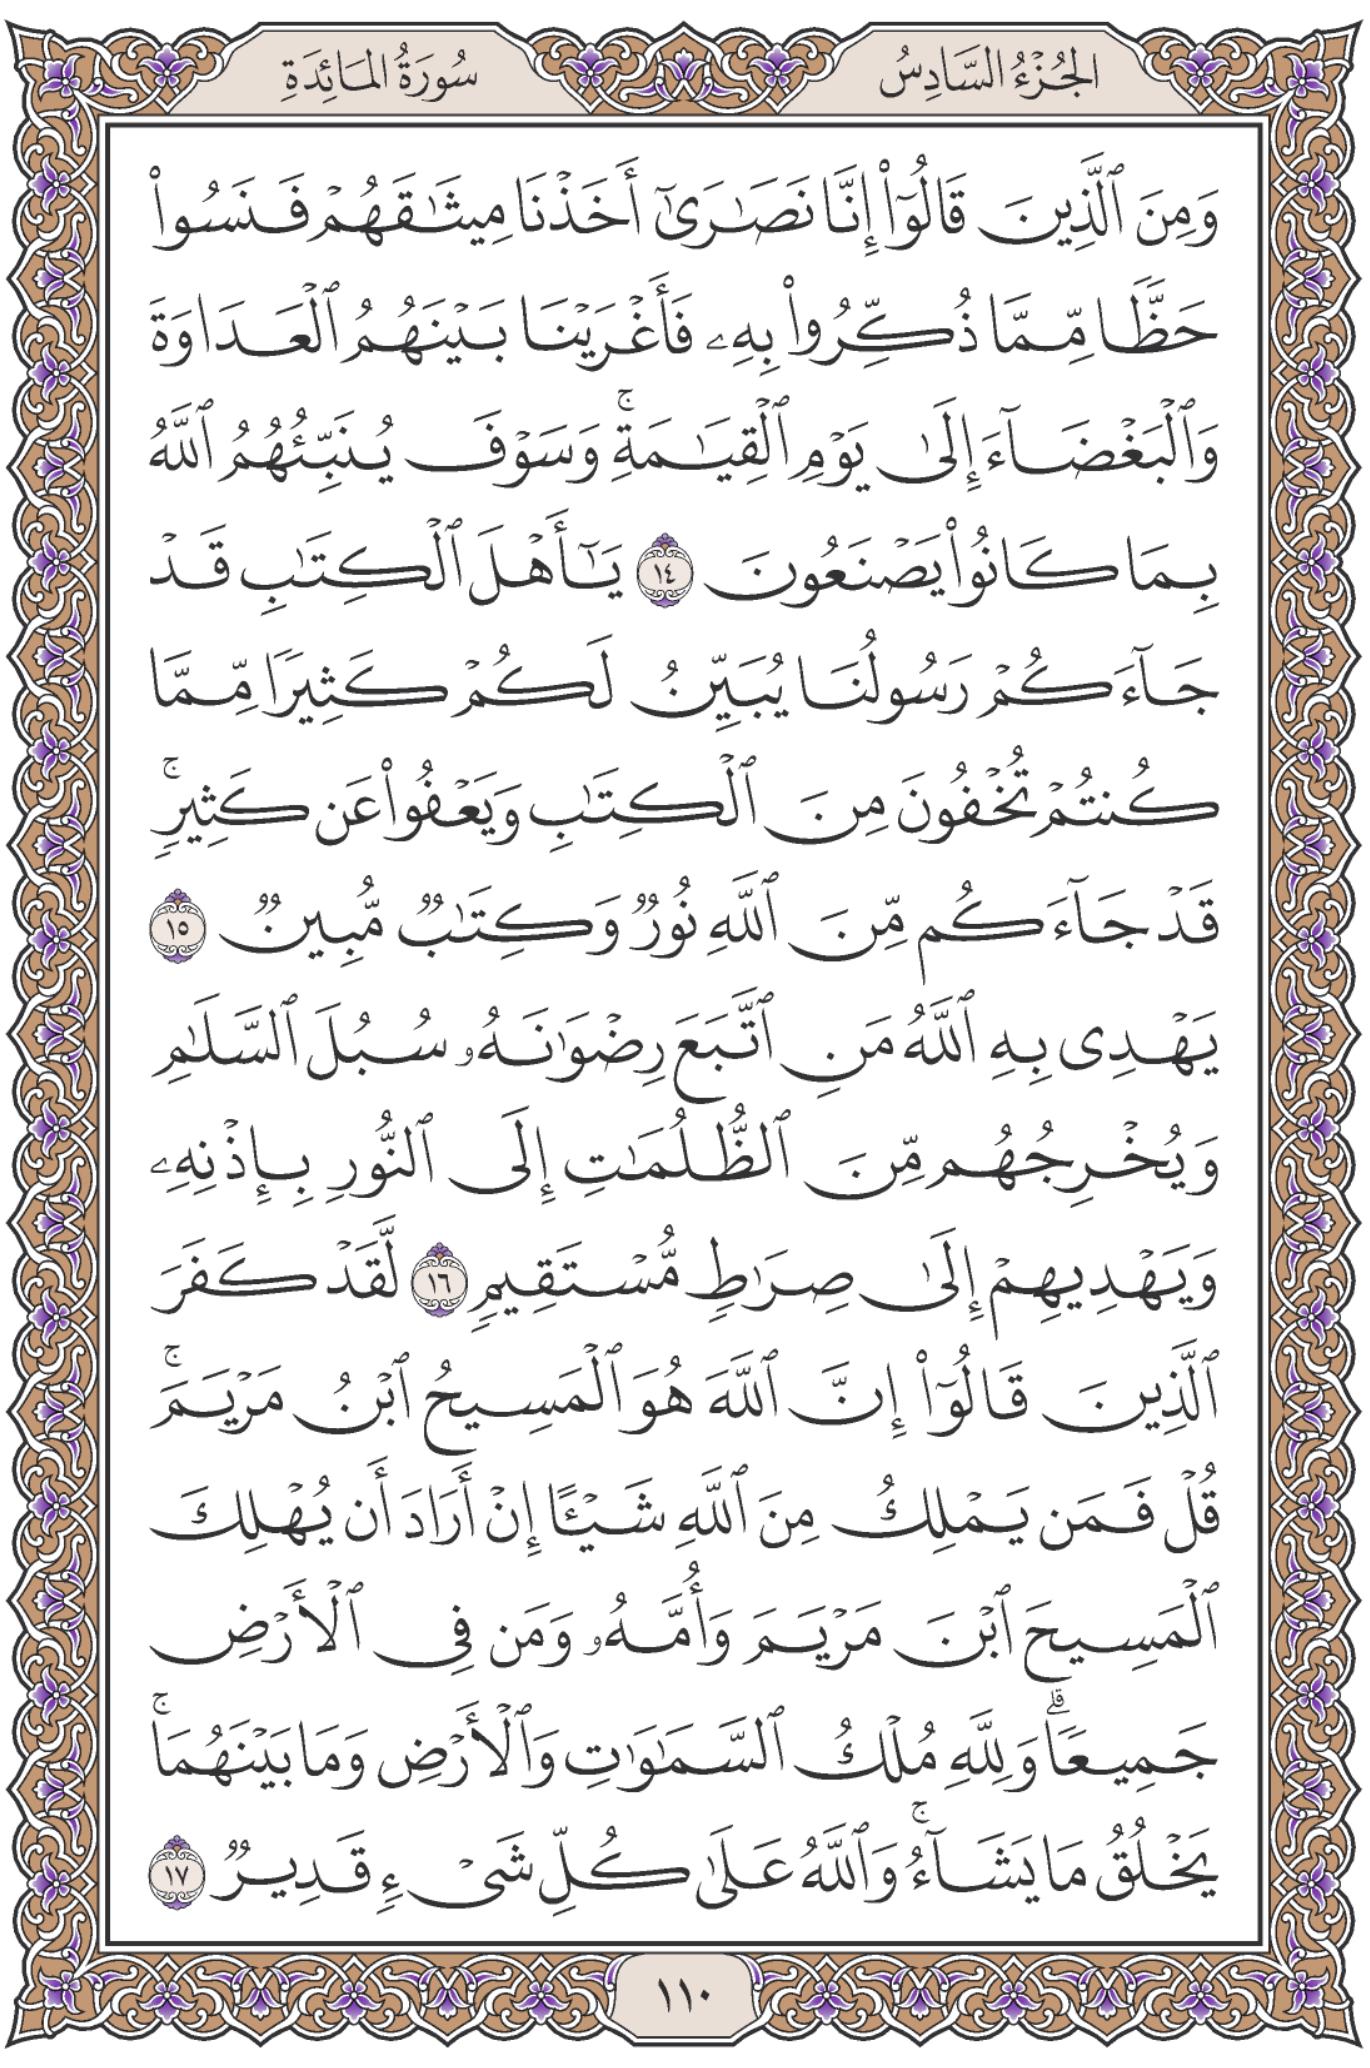 الجُزْءُ السَّادِسُ
سُورَةُ المَائِدَةِ
وَمِنَ ٱلَّذِينَ قَالُوٓا۟ إِنَّا نَصَـٰرَىٰٓ أَخَذْنَا مِيثَـٰقَهُمْ فَنَسُوا۟
حَظًّا مِّمَّا ذُكِّرُوا۟ بِهِۦ فَأَغْرَيْنَا بَيْنَهُمُ ٱلْعَدَاوَةَ
وَٱلْبَغْضَآءَ إِلَىٰ يَوْمِ ٱلْقِيَـٰمَةِ ۚ وَسَوْفَ يُنَبِّئُهُمُ ٱللَّهُ
بِمَا كَانُوا۟ يَصْنَعُونَ ١٤ يَـٰٓأَهْلَ ٱلْكِتَـٰبِ قَدْ
جَآءَكُمْ رَسُولُنَا يُبَيِّنُ لَكُمْ كَثِيرًا مِّمَّا
كُنتُمْ تُخْفُونَ مِنَ ٱلْكِتَـٰبِ وَيَعْفُوا۟ عَن كَثِيرٍ ۚ
قَدْ جَآءَكُم مِّنَ ٱللَّهِ نُورٌ وَكِتَـٰبٌ مُّبِينٌ ١٥
يَهْدِى بِهِ ٱللَّهُ مَنِ ٱتَّبَعَ رِضْوَٰنَهُۥ سُبُلَ ٱلسَّلَـٰمِ
وَيُخْرِجُهُم مِّنَ ٱلظُّلُمَـٰتِ إِلَى ٱلنُّورِ بِإِذْنِهِۦ
وَيَهْدِيهِمْ إِلَىٰ صِرَٰطٍ مُّسْتَقِيمٍ ١٦ لَّقَدْ كَفَرَ
ٱلَّذِينَ قَالُوٓا۟ إِنَّ ٱللَّهَ هُوَ ٱلْمَسِيحُ ٱبْنُ مَرْيَمَ ۚ
قُلْ فَمَن يَمْلِكُ مِنَ ٱللَّهِ شَيْـًٔا إِنْ أَرَادَ أَن يُهْلِكَ
ٱلْمَسِيحَ ٱبْنَ مَرْيَمَ وَأُمَّهُۥ وَمَن فِى ٱلْأَرْضِ
جَمِيعًا ۗ وَلِلَّهِ مُلْكُ ٱلسَّمَـٰوَٰتِ وَٱلْأَرْضِ وَمَا بَيْنَهُمَا ۚ
يَخْلُقُ مَا يَشَآءُ ۚ وَٱللَّهُ عَلَىٰ كُلِّ شَىْءٍ قَدِيرٌ ١٧
١١٠